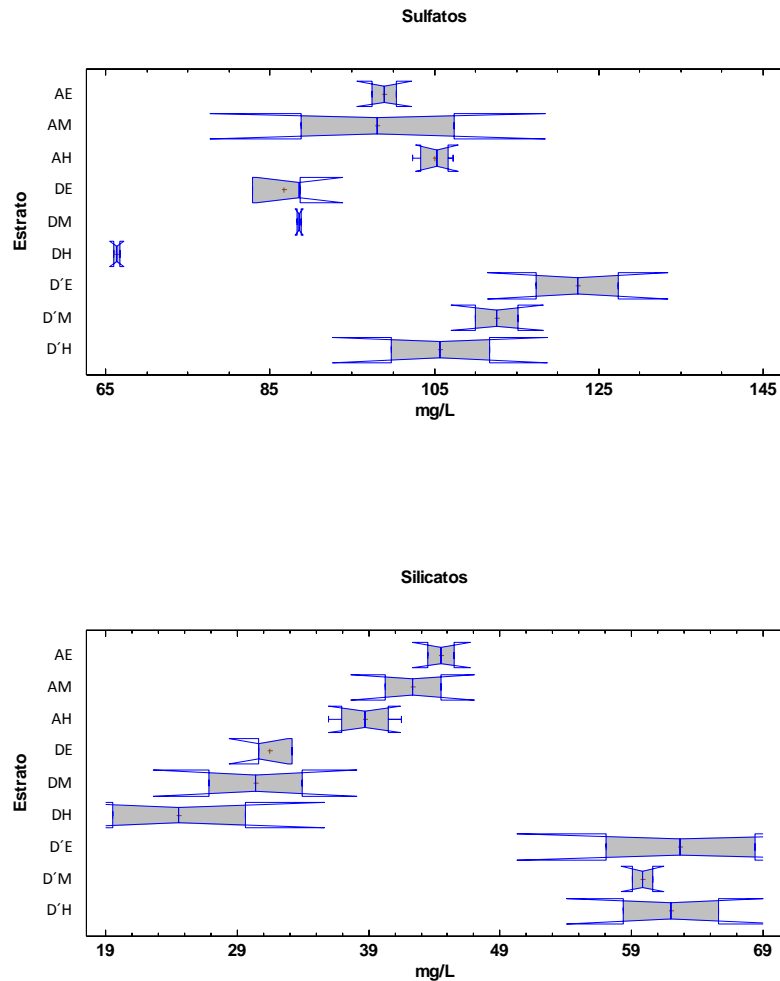 Sulfatos
Estrato
AE
AM
AH
DE
DM
DH
D´E
D´M
D´H
65 85 105 125 145
mg/L
Silicatos
Estrato
AE
AM
AH
DE
DM
DH
D´E
D´M
D´H
19 29 39 49 59 69
mg/L